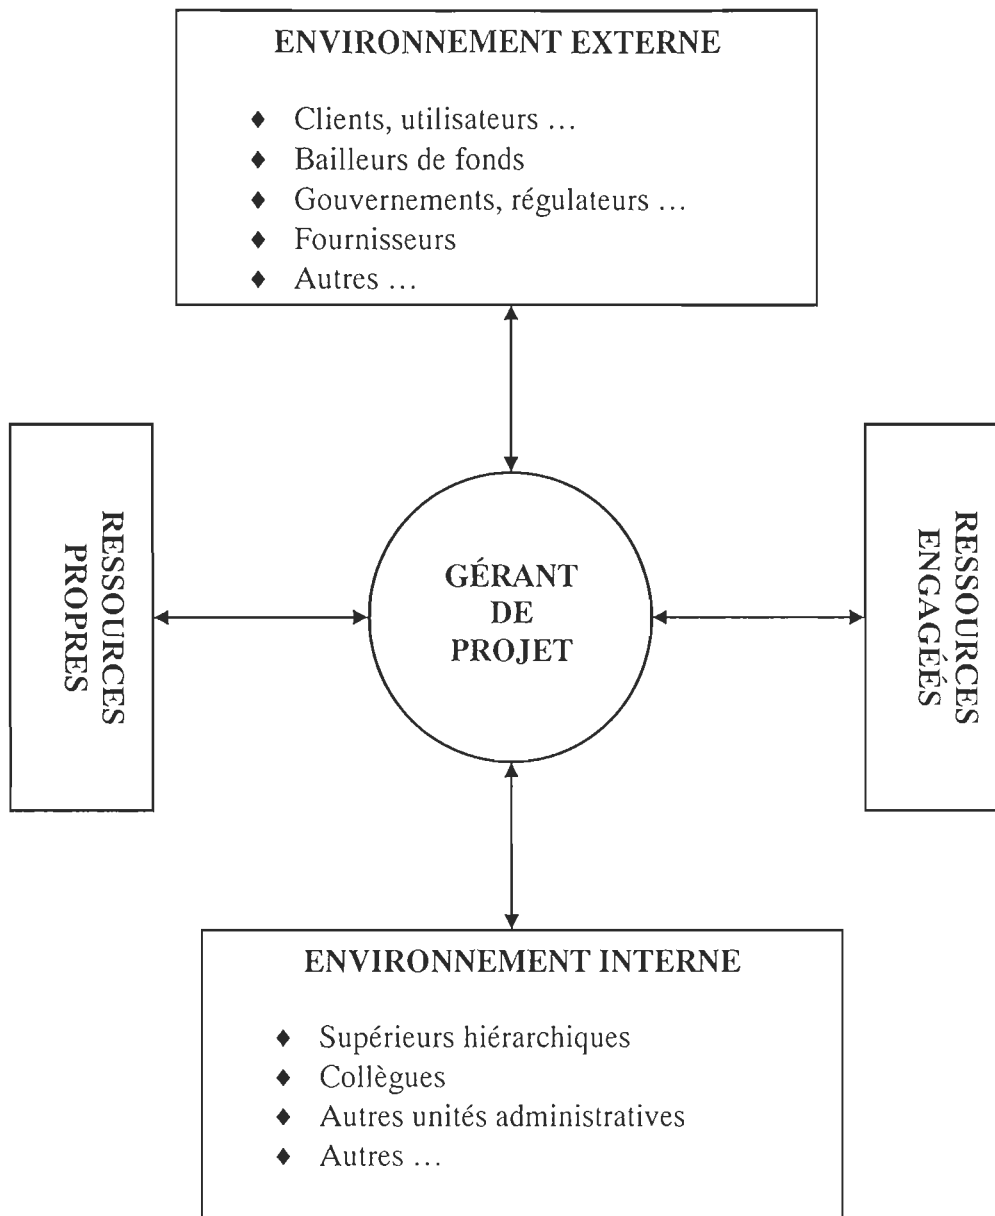 ENVIRONNEMENT EXTERNE
♦ Clients, utilisateurs ...
♦ Bailleurs de fonds
♦ Gouvernements, régulateurs ...
♦ Fournisseurs
♦ Autres ...
RESSOURCES
PROPRES
GÉRANT
DE
PROJET
RESSOURCES
ENGAGÉÉS
ENVIRONNEMENT INTERNE
♦ Supérieurs hiérarchiques
♦ Collègues
♦ Autres unités administratives
♦ Autres ...